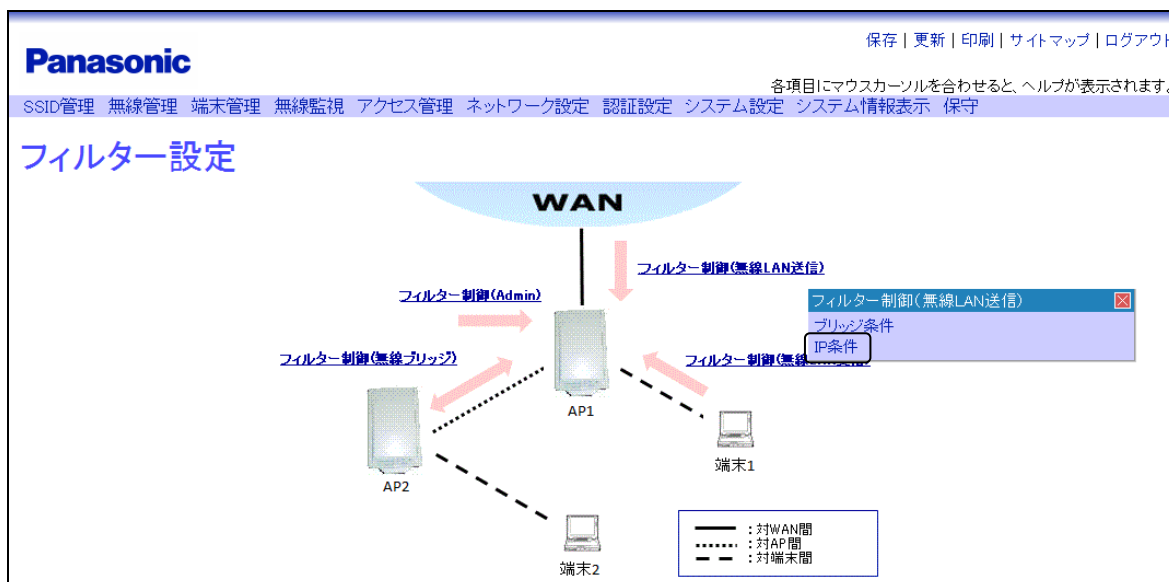 保存 | 更新 | 印刷 | サイトマップ | ログアウト
Panasonic
各項目にマウスカーソルを合わせると、ヘルプが表示されます。
SSID管理 無線管理 端末管理 無線監視 アクセス管理 ネットワーク設定 認証設定 システム設定 システム情報表示 保守
フィルター設定
WAN
フィルター制御(無線LAN送信)
フィルター制御(Admin)
フィルター制御(無線LAN送信)
ブリッジ条件
IP条件
フィルター制御(無線ブリッジ)
フィルター制御(無線
AP1
端末1
AP2
端末2
:対WAN間
:対AP間
:対端末間